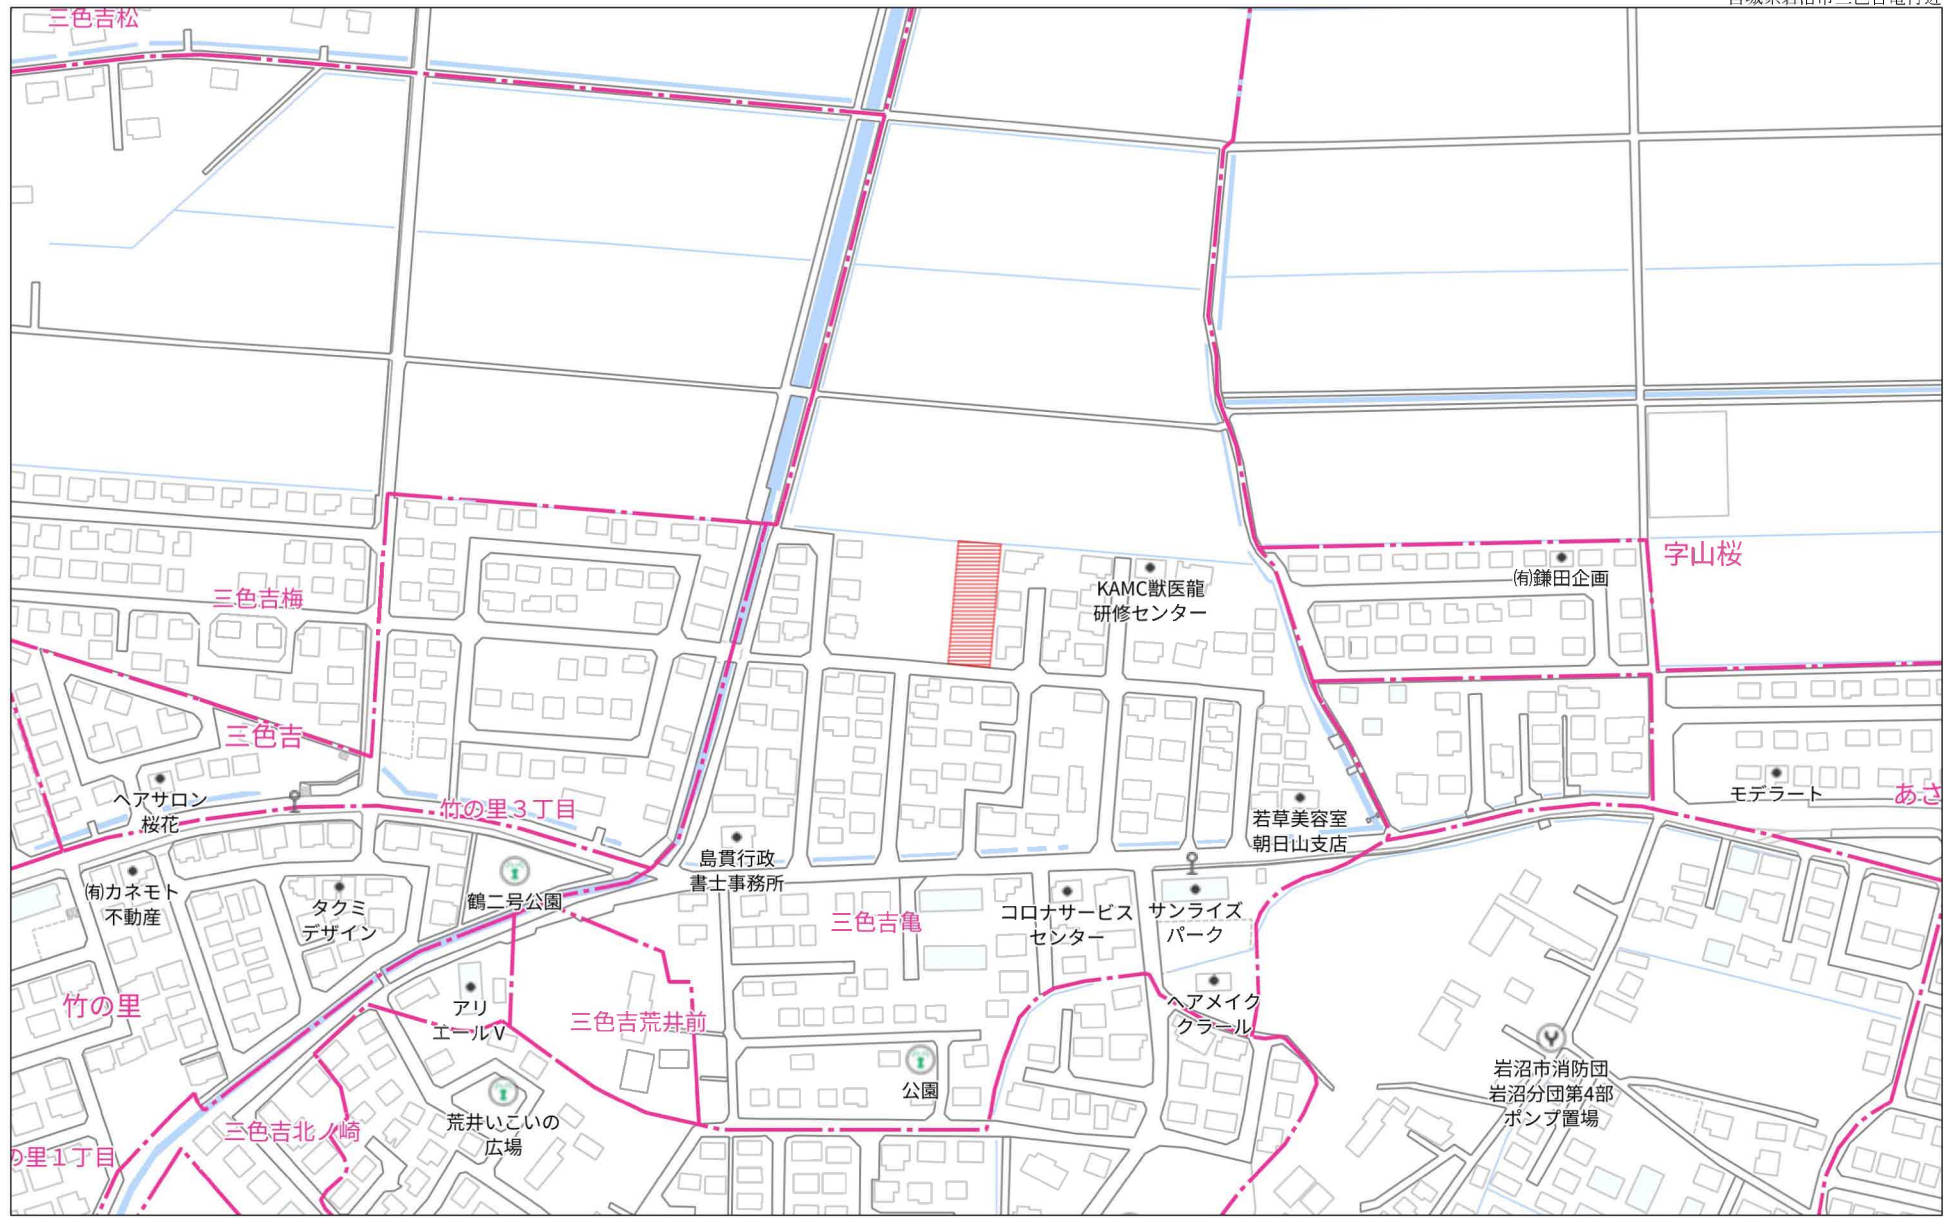 三色吉松
字山桜
㈲鎌田企画
KAMC獣医龍
研修センター
三色吉梅
三色吉
ヘアサロン
桜花
竹の里３丁目
モデラート
若草美容室
朝日山支店
島貫行政
書士事務所
㈲カネモト
不動産
タクミ
デザイン
鶴二号公園
三色吉亀
コロナサービス
センター
サンライズ
パーク
竹の里
アリ
エールⅤ
三色吉荒井前
ヘアメイク
クラール
公園
岩沼市消防団
岩沼分団第4部
ポンプ置場
荒井いこいの
広場
三色吉北ノ崎
の里１丁目